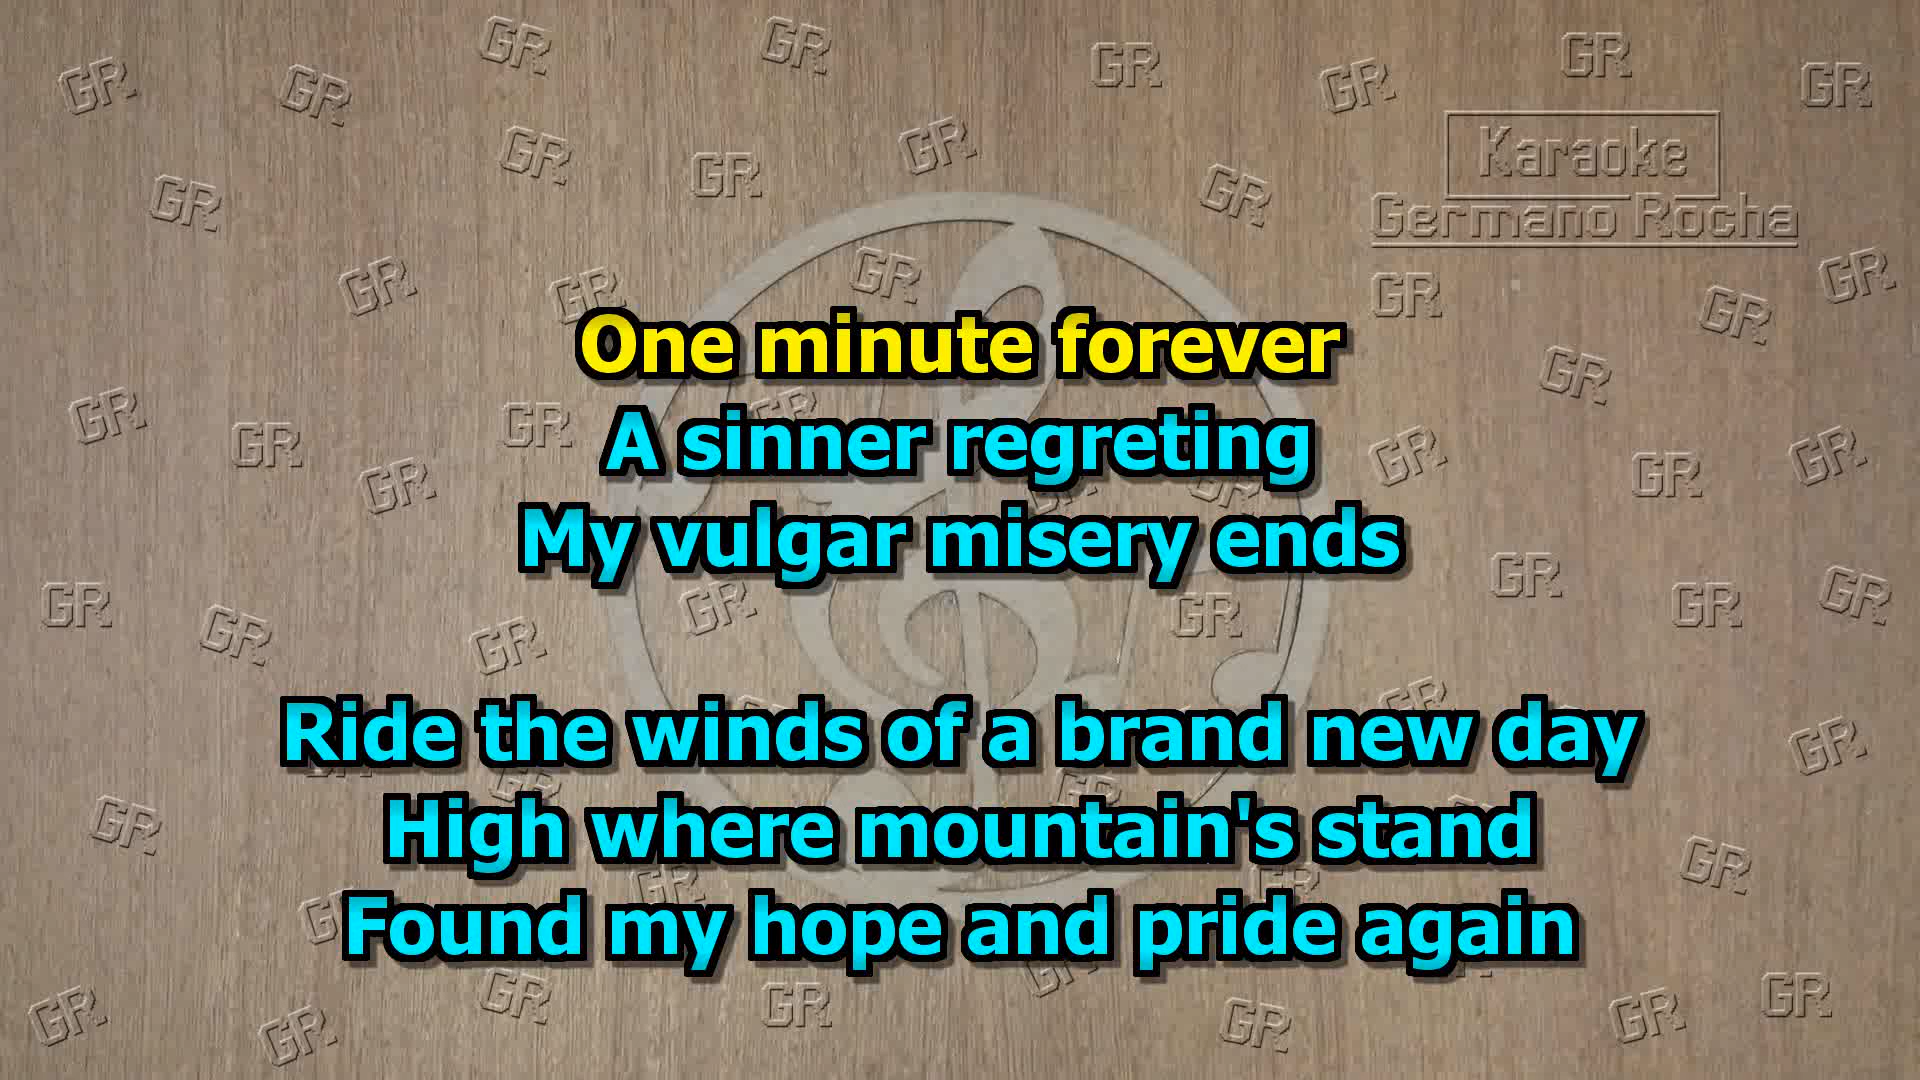 Karaoke
Germano Rocha
One minute forever
A sinner regreting
My vulgar misery ends
Ride the winds of a brand new day
High where mountain's stand
Found my hope and pride again
GR